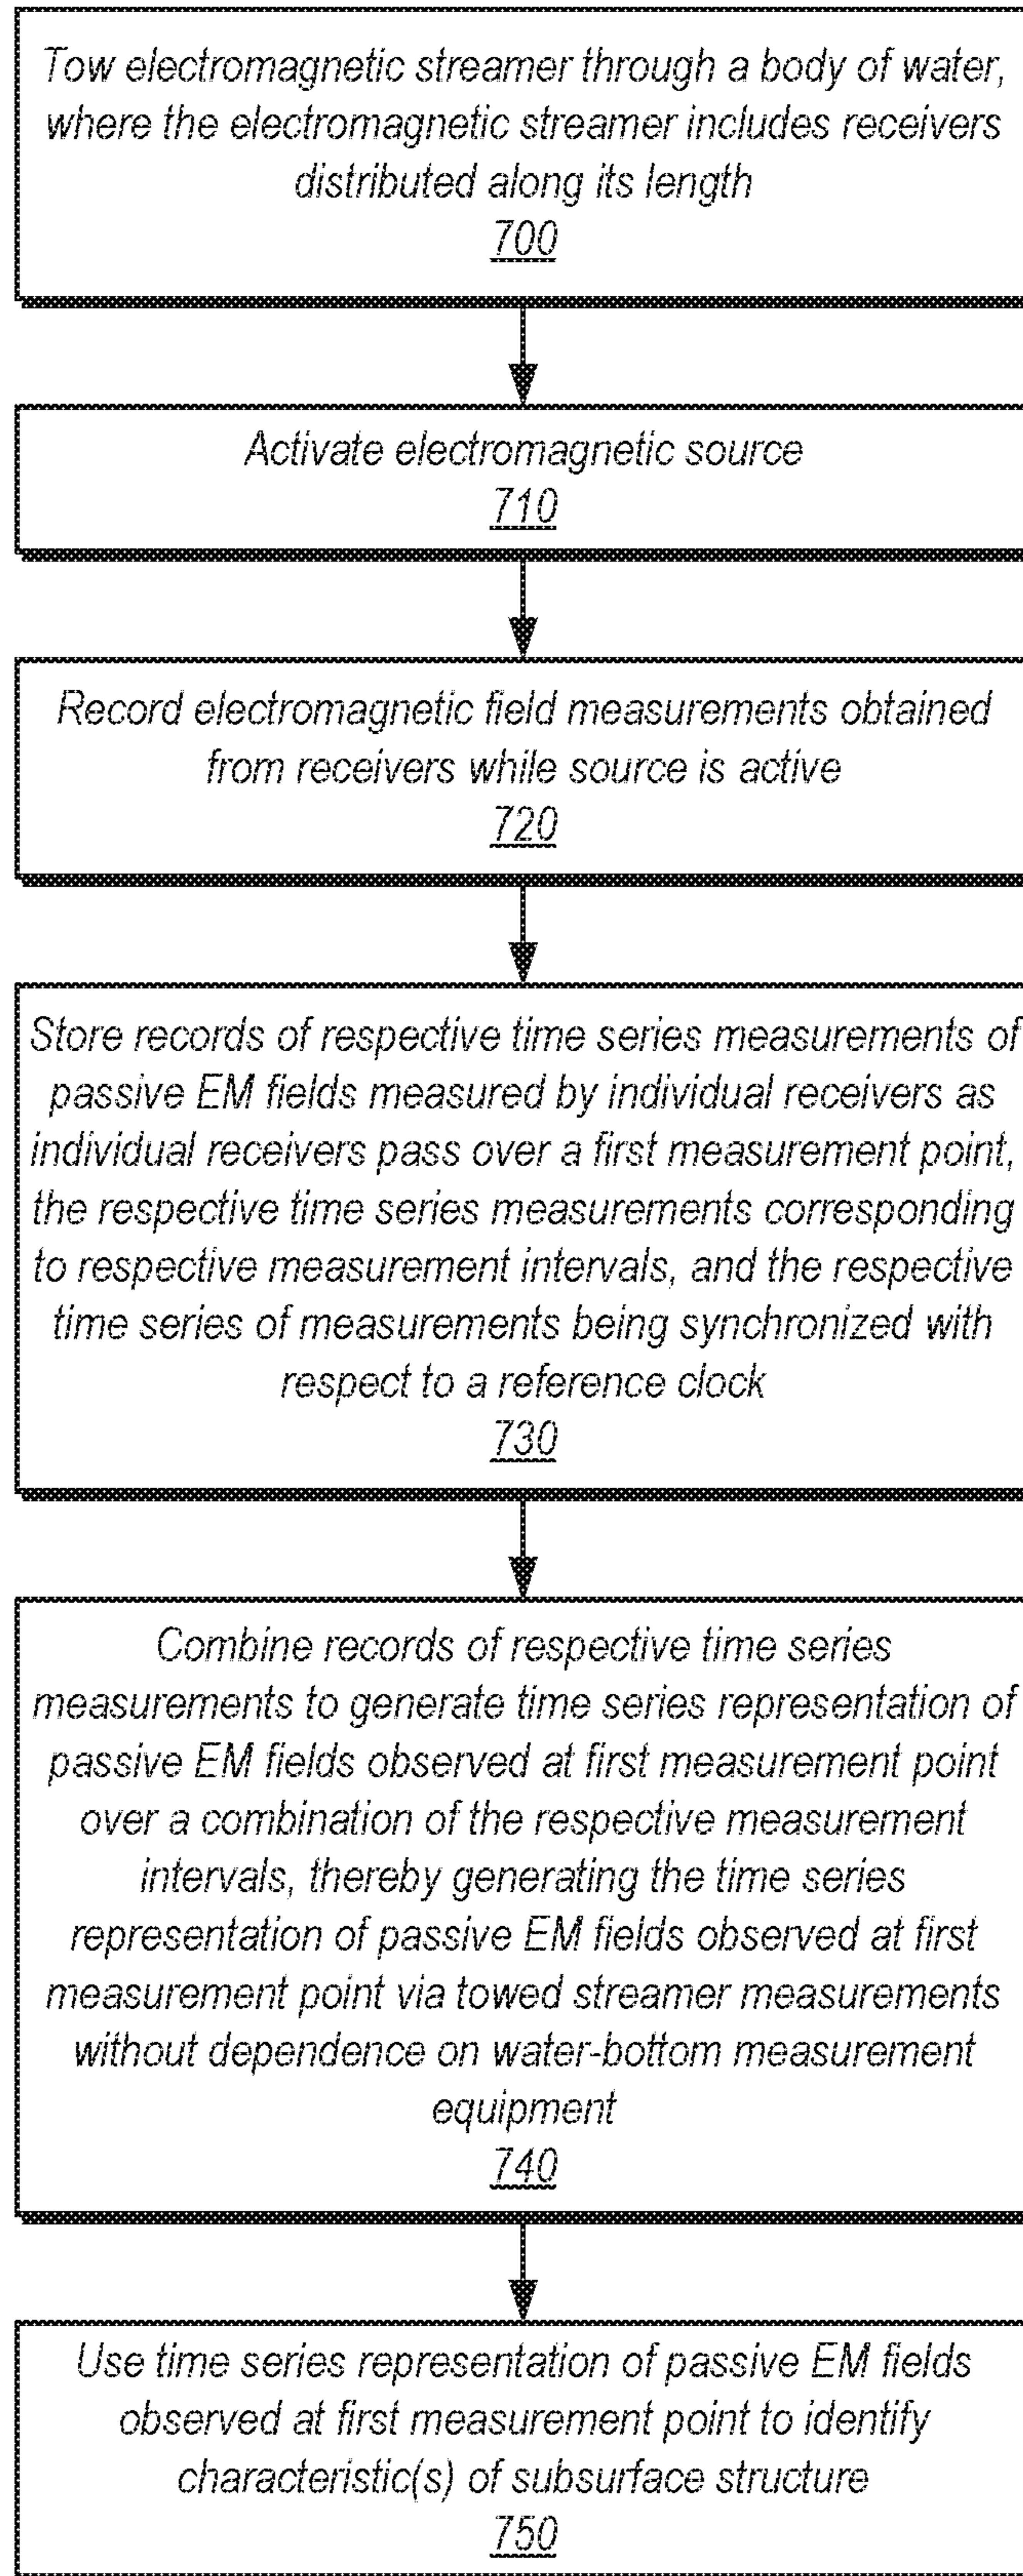 Tow electromagnetic streamer through a body of water,
where the electromagnetic streamer includes receivers
distributed along its length
700
Activate electromagnetic source
710
Record electromagnetic field measurements obtained
from receivers while source is active
720
Store records of respective time series measurements of
passive EM fields measured by individual receivers as
individual receivers pass over a first measurement point,
the respective time series measurements corresponding
to respective measurement intervals, and the respective
time series of measurements being synchronized with
respect to a reference clock
730
Combine records of respective time series
measurements to generate time series representation of
passive EM fields observed at first measurement point
over a combination of the respective measurement
intervals, thereby generating the time series
representation of passive EM fields observed at first
measurement point via towed streamer measurements
without dependence on water-bottom measurement
equipment
740
Use time series representation of passive EM fields
observed at first measurement point to identify
characteristic(s) of subsurface structure
750